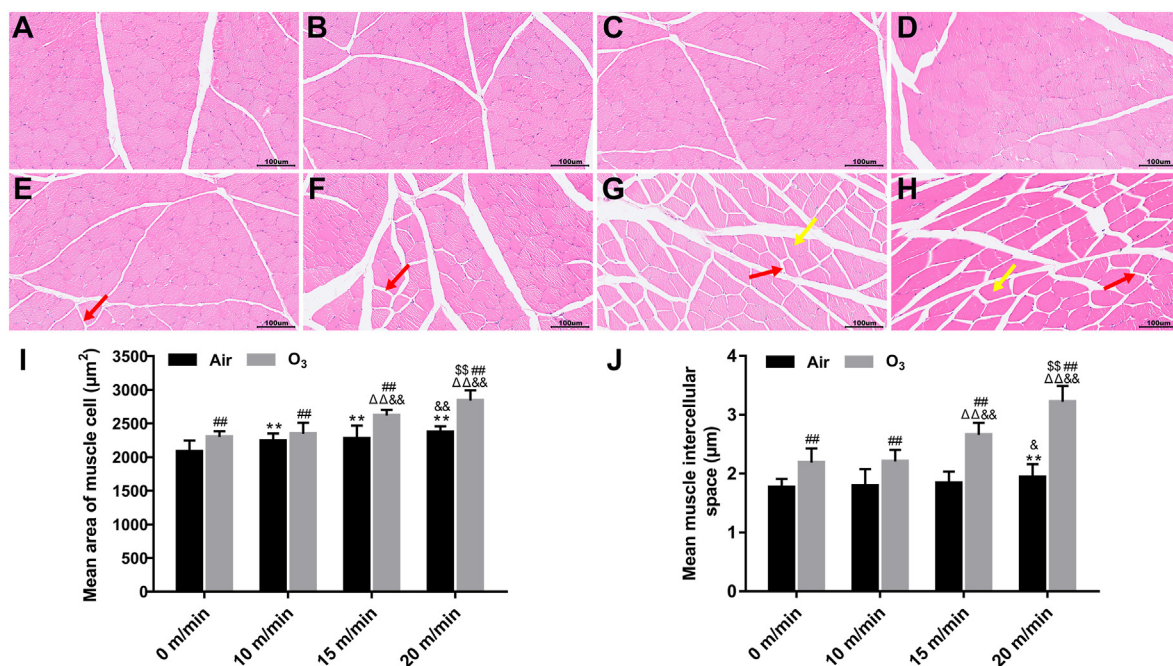 A
B
C
D
100um
100um
100um
100um
E
F
G
H
100um
100um
100um
100um
I
Air
O₃
Mean area of muscle cell (μm²)
3500
3000
2500
2000
1500
1000
500
0
##
**
##
**
##
ΔΔ&&
&&
**
$$ ##
ΔΔ&&
0 m/min
10 m/min
15 m/min
20 m/min
J
Air
O₃
Mean muscle intercellular
space (μm)
4
3
2
1
0
##
##
##
ΔΔ&&
&
**
$$ ##
ΔΔ&&
0 m/min
10 m/min
15 m/min
20 m/min